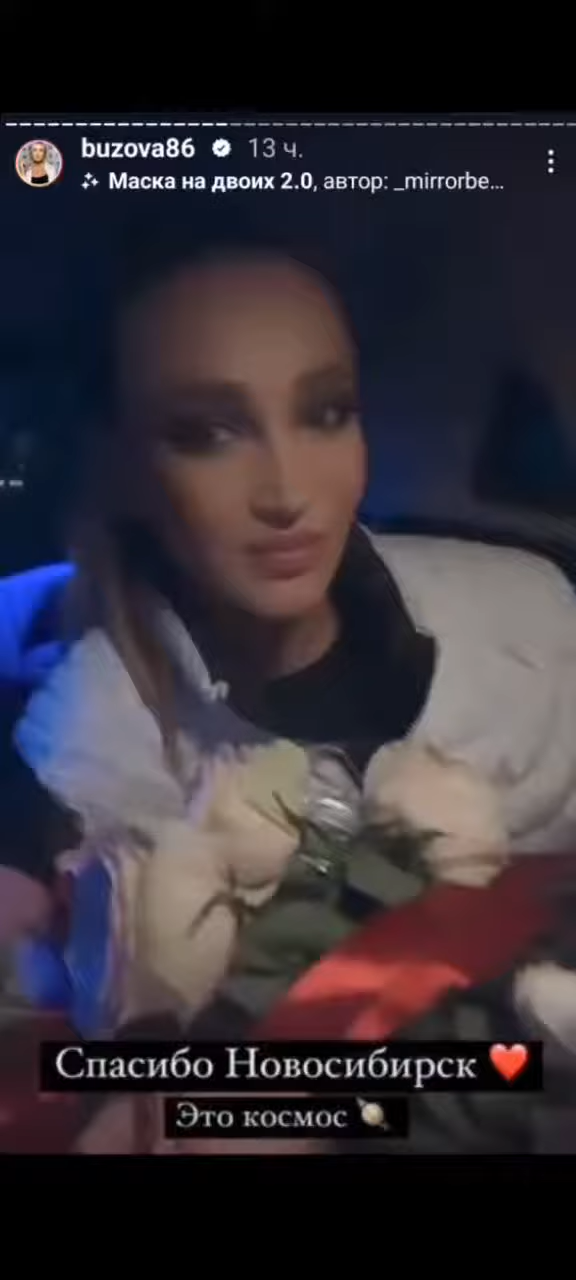 buzova86 13 ч.
Маска на двоих 2.0, автор: _mirrorbe...
Спасибо Новосибирск ❤️
Это космос 🪐